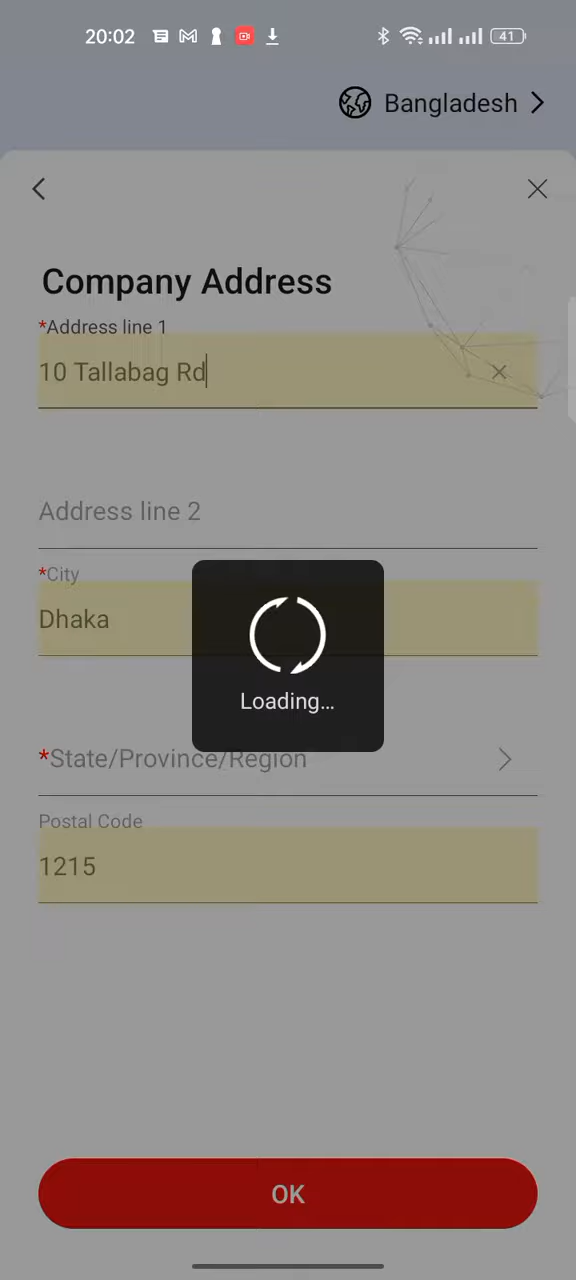 20:02
41
Bangladesh
Company Address
*Address line 1
10 Tallabag Rd
Address line 2
*City
Dhaka
Loading...
*State/Province/Region
Postal Code
1215
OK